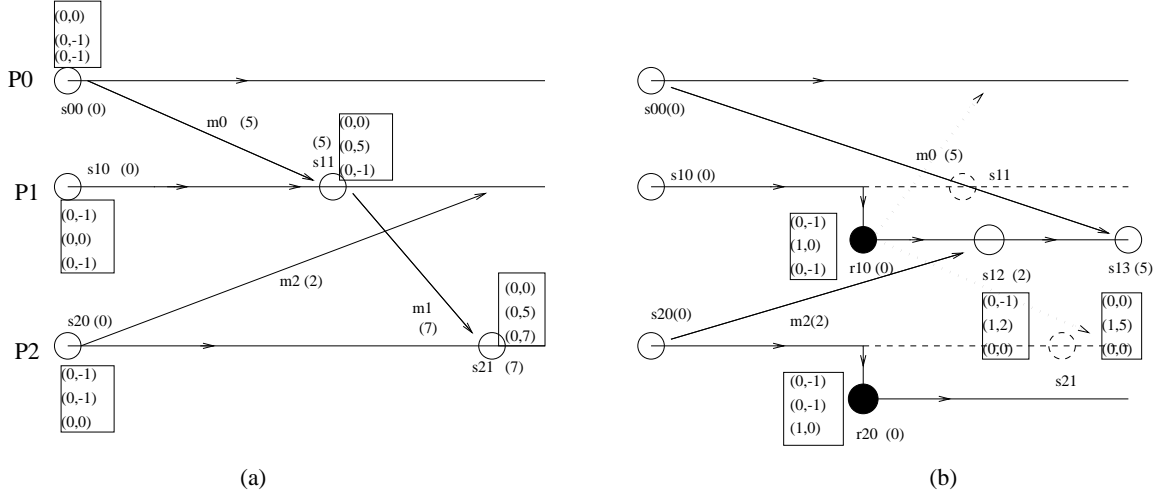 (0,0)
(0,-1)
(0,-1)
P0
s00 (0)
m0 (5)
(5)
s11
(0,0)
(0,5)
(0,-1)
P1
s10 (0)
(0,-1)
(0,0)
(0,-1)
m2 (2)
m1
(7)
(0,0)
(0,5)
(0,7)
s20 (0)
P2
s21 (7)
(0,-1)
(0,-1)
(0,0)
(a)
s00(0)
m0 (5)
s10 (0)
s11
(0,-1)
(1,0)
(0,-1)
r10 (0)
s12 (2)
s13 (5)
s20(0)
m2(2)
(0,-1)
(1,2)
(0,0)
(0,0)
(1,5)
(0,0)
s21
(0,-1)
(0,-1)
(1,0)
r20 (0)
(b)